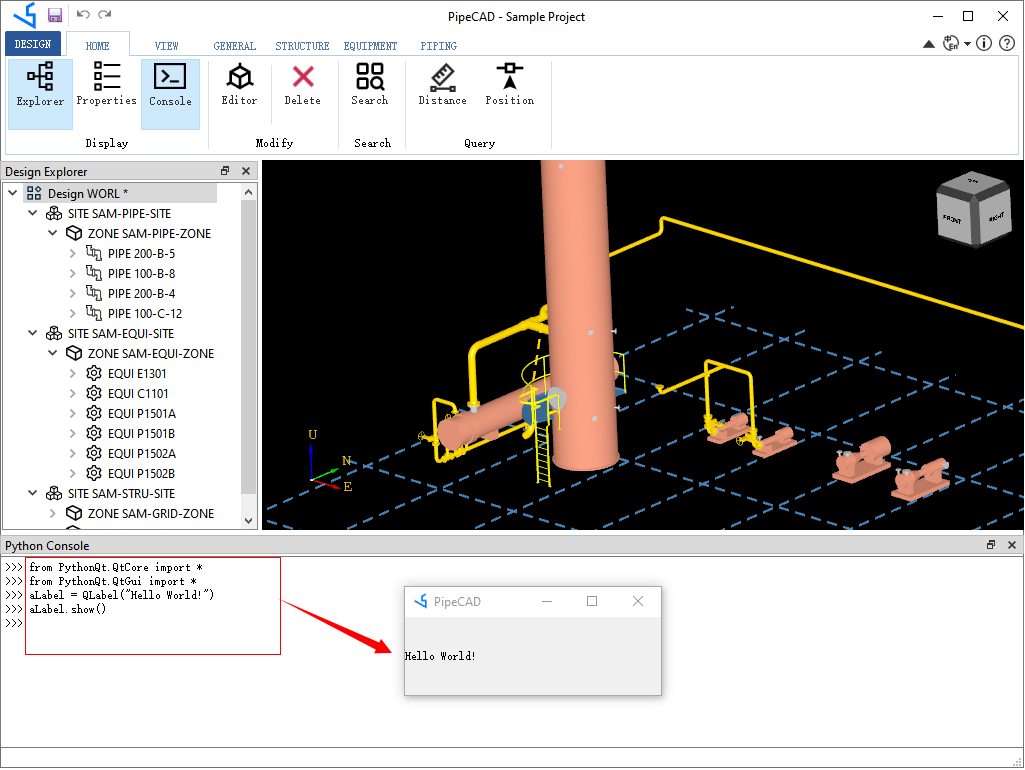 PipeCAD - Sample Project
DESIGN HOME VIEW GENERAL STRUCTURE EQUIPMENT PIPING
Explorer Properties Console Editor Delete Search Distance Position
Display Modify Search Query
Design Explorer
Design WORL *
SITE SAM-PIPE-SITE
ZONE SAM-PIPE-ZONE
PIPE 200-B-5
PIPE 100-B-8
PIPE 200-B-4
PIPE 100-C-12
SITE SAM-EQUI-SITE
ZONE SAM-EQUI-ZONE
EQUI E1301
EQUI C1101
EQUI P1501A
EQUI P1501B
EQUI P1502A
EQUI P1502B
SITE SAM-STRU-SITE
ZONE SAM-GRID-ZONE
FRONT RIGHT
U
N
E
Python Console
>>> from PythonQt.QtCore import *
>>> from PythonQt.QtGui import *
>>> aLabel = QLabel("Hello World!")
>>> aLabel.show()
>>>
PipeCAD
Hello World!